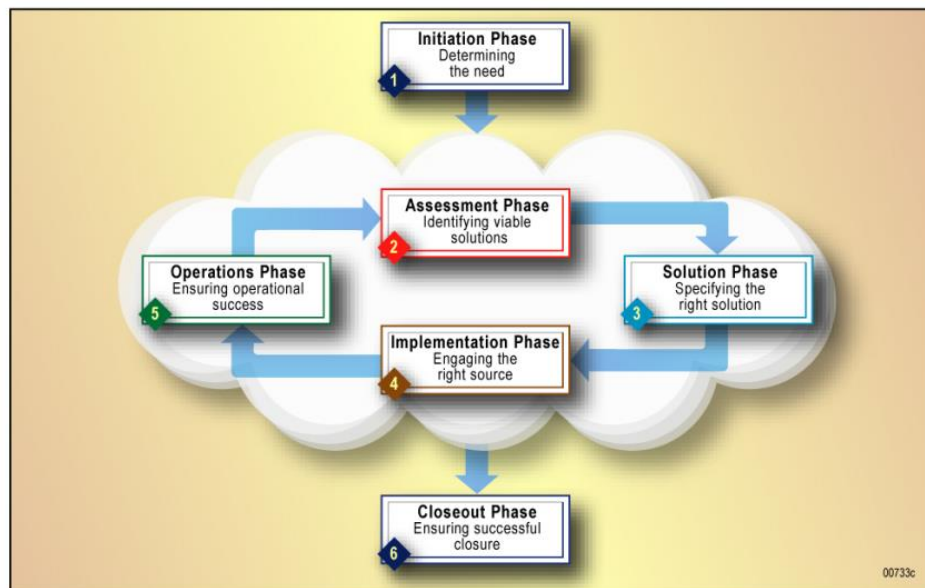 Initiation Phase
Determining
the need
1
Assessment Phase
Identifying viable
solutions
2
Operations Phase
Ensuring operational
success
5
Solution Phase
Specifying the
right solution
3
Implementation Phase
Engaging the
right source
4
Closeout Phase
Ensuring successful
closure
6
00733c